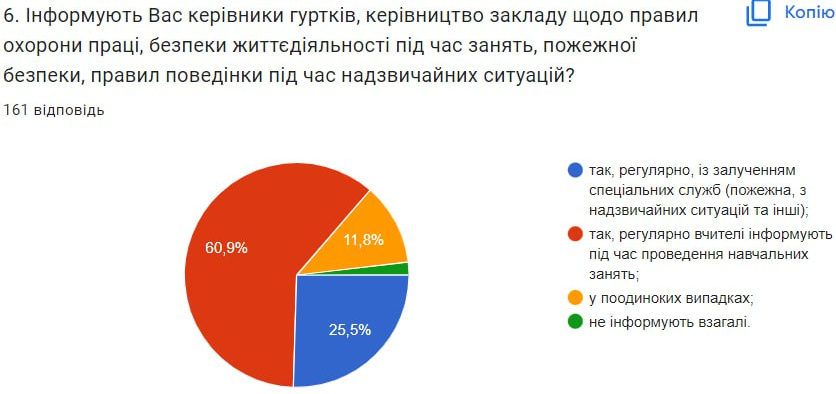 6. Інформують Вас керівники гуртків, керівництво закладу щодо правил
Копію
охорони праці, безпеки життєдіяльності під час занять, пожежної
безпеки, правил поведінки під час надзвичайних ситуацій?
161 відповідь
60,9%
11,8%
25,5%
так, регулярно, із залученням
спеціальних служб (пожежна, з
надзвичайних ситуацій та інші);
так, регулярно вчителі інформують
під час проведення навчальних
занять;
у поодиноких випадках;
не інформують взагалі.